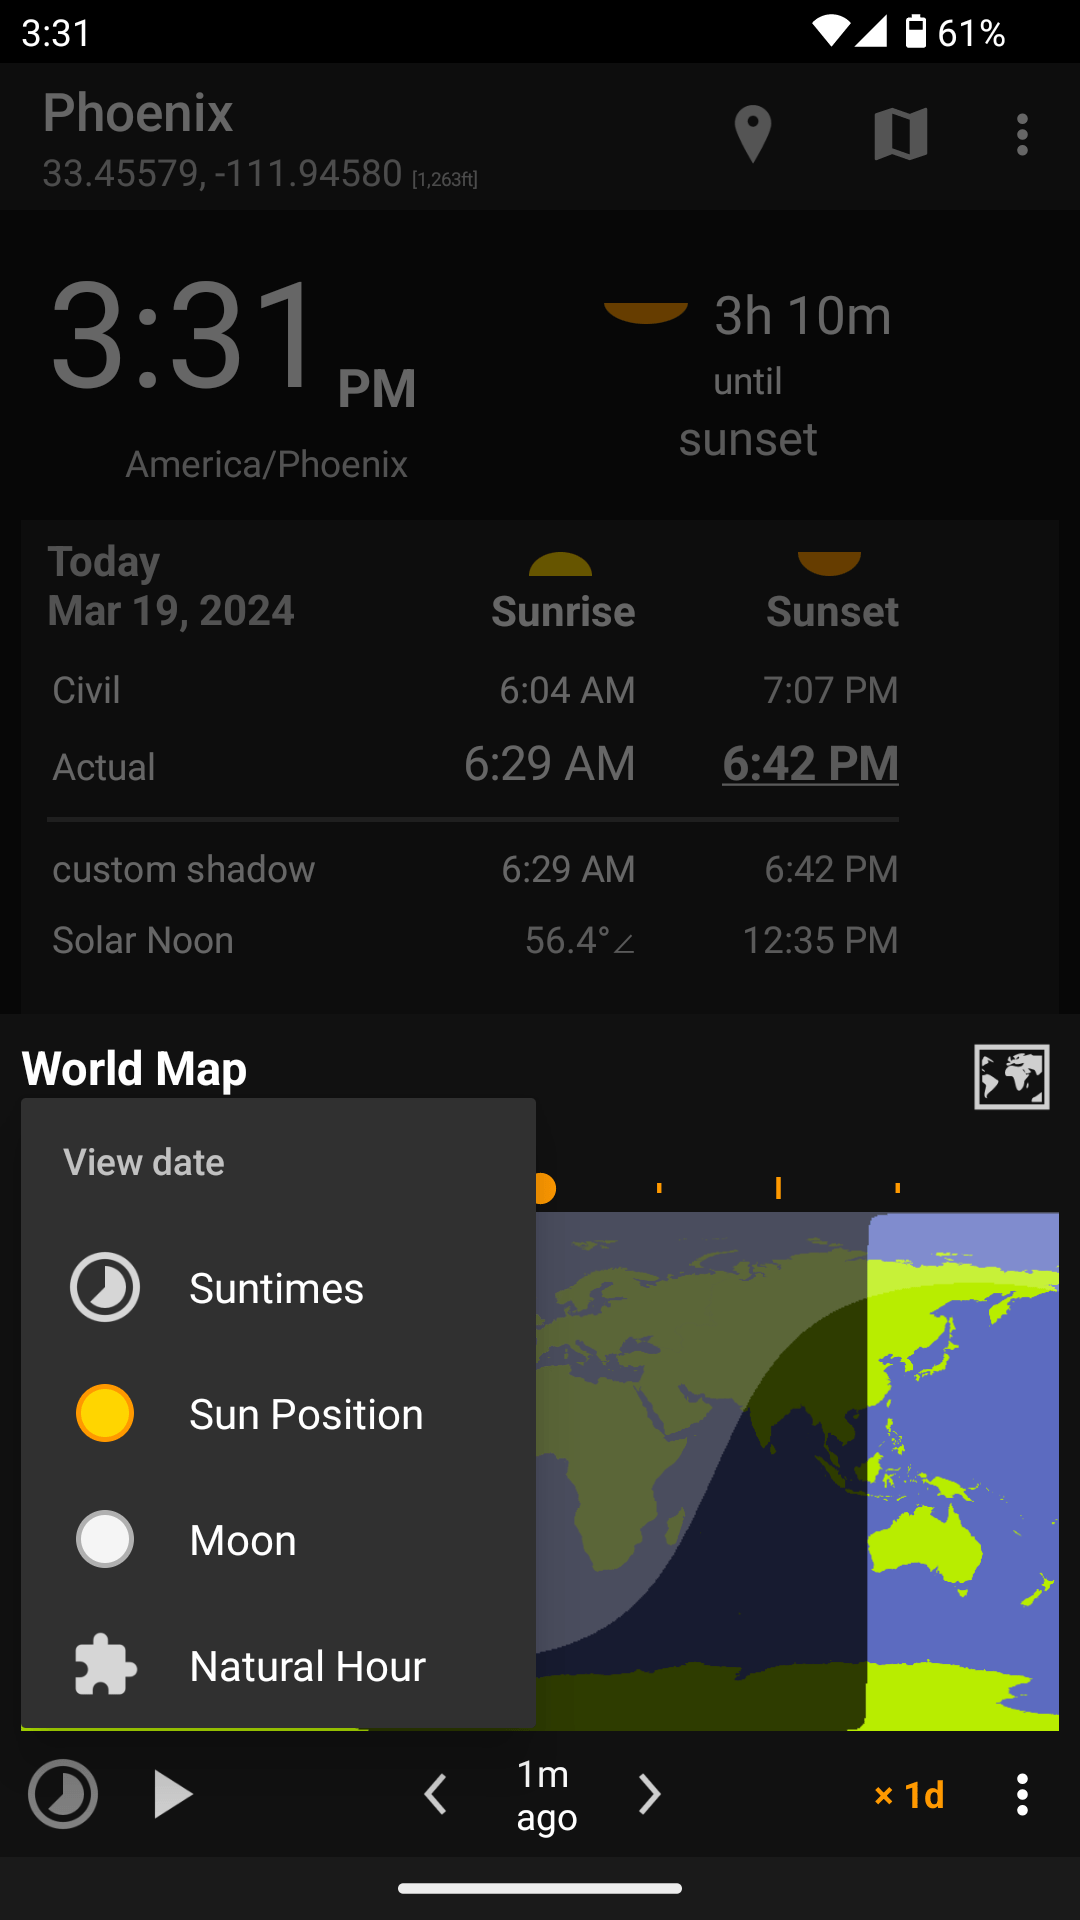 3:31
61%
Phoenix
33.45579, -111.94580 [1,263ft]
3:31 PM
America/Phoenix
3h 10m
until
sunset
Today
Mar 19, 2024
Sunrise
Sunset
Civil 6:04 AM 7:07 PM
Actual 6:29 AM 6:42 PM
custom shadow 6:29 AM 6:42 PM
Solar Noon 56.4°∠ 12:35 PM
World Map
View date
Suntimes
Sun Position
Moon
Natural Hour
1m
ago
× 1d